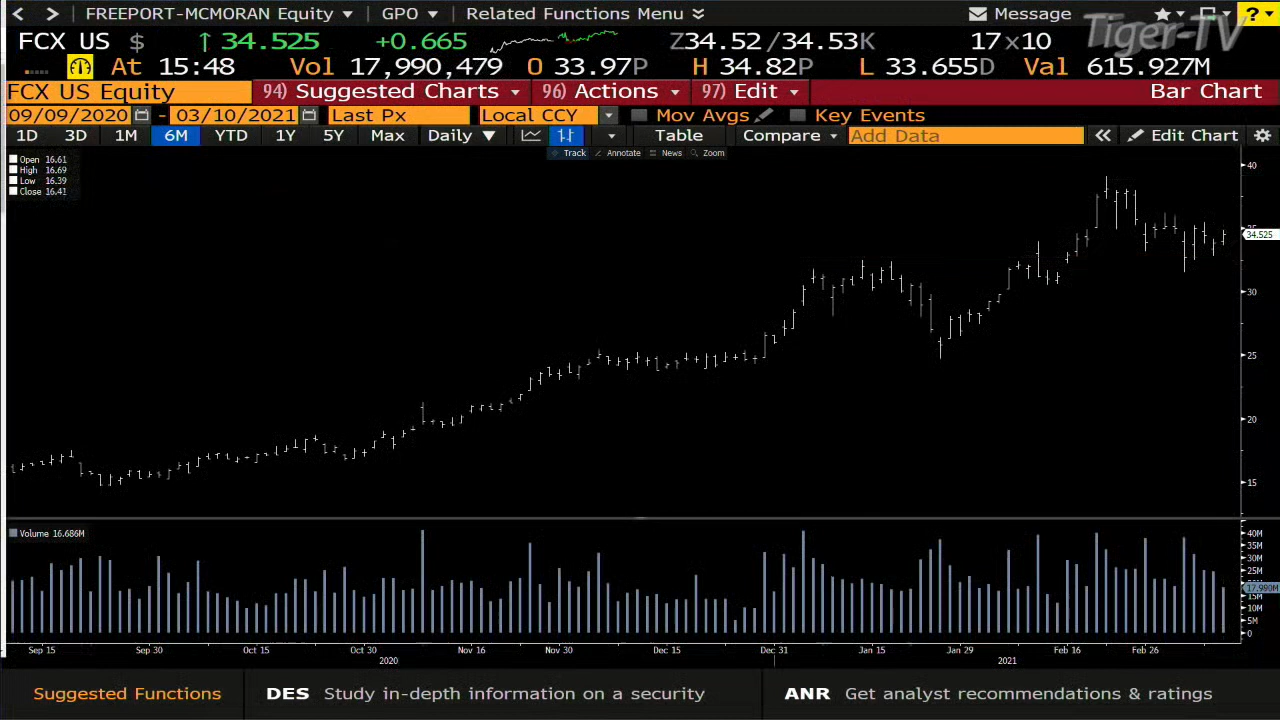 FREEPORT-MCMORAN Equity GPO Related Functions Menu Message ?
Tiger-TV
FCX US $ ↑ 34.525 +0.665 Z34.52/34.53K 17x10
At 15:48 Vol 17,990,479 O 33.97P H 34.82P L 33.655D Val 615.927M
FCX US Equity 94) Suggested Charts 96) Actions 97) Edit Bar Chart
09/09/2020 - 03/10/2021 Last Px Local CCY Mov Avgs Key Events
1D 3D 1M 6M YTD 1Y 5Y Max Daily ▼ Table Compare Add Data « Edit Chart
Track Annotate News Zoom
Open 16.61
High 16.69
Low 16.39
Close 16.41
40
34.525
30
25
20
15
Volume 16.686M
40M
35M
30M
25M
17.990M
15M
10M
5M
0
Sep 15 Sep 30 Oct 15 Oct 30 Nov 16 Nov 30 Dec 15 Dec 31 Jan 15 Jan 29 Feb 16 Feb 26
2020 2021
Suggested Functions DES Study in-depth information on a security ANR Get analyst recommendations & ratings